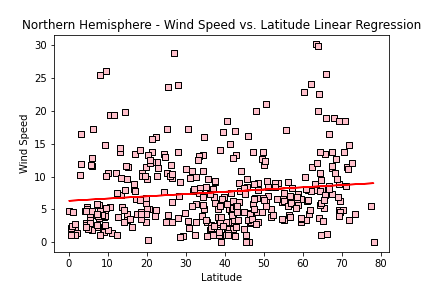 Northern Hemisphere - Wind Speed vs. Latitude Linear Regression
30
25
20
15
10
5
0
Wind Speed
0 10 20 30 40 50 60 70 80
Latitude